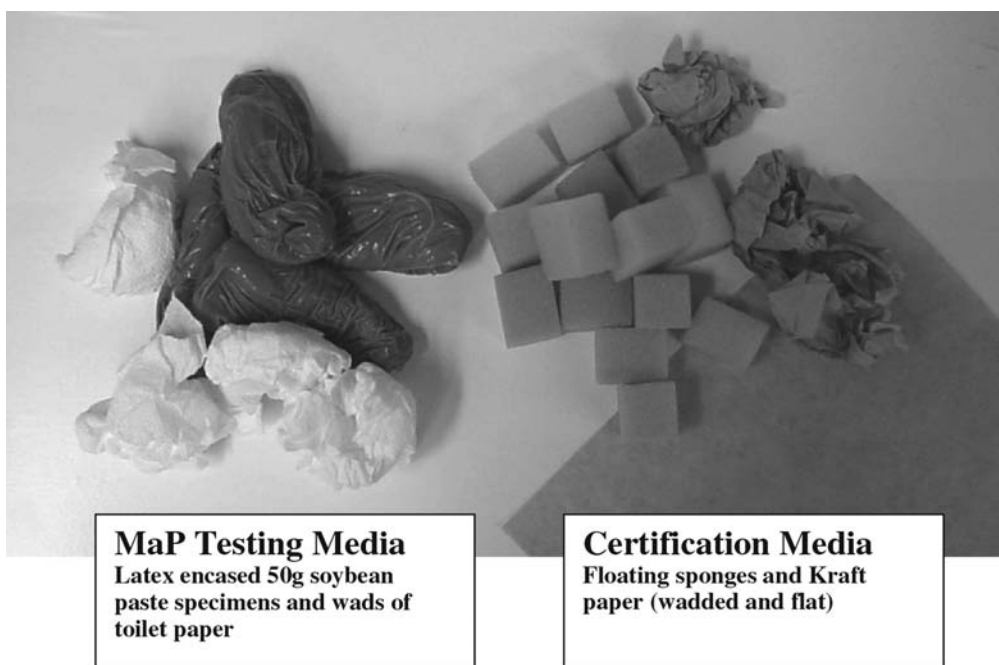 MaP Testing Media
Latex encased 50g soybean
paste specimens and wads of
toilet paper
Certification Media
Floating sponges and Kraft
paper (wadded and flat)